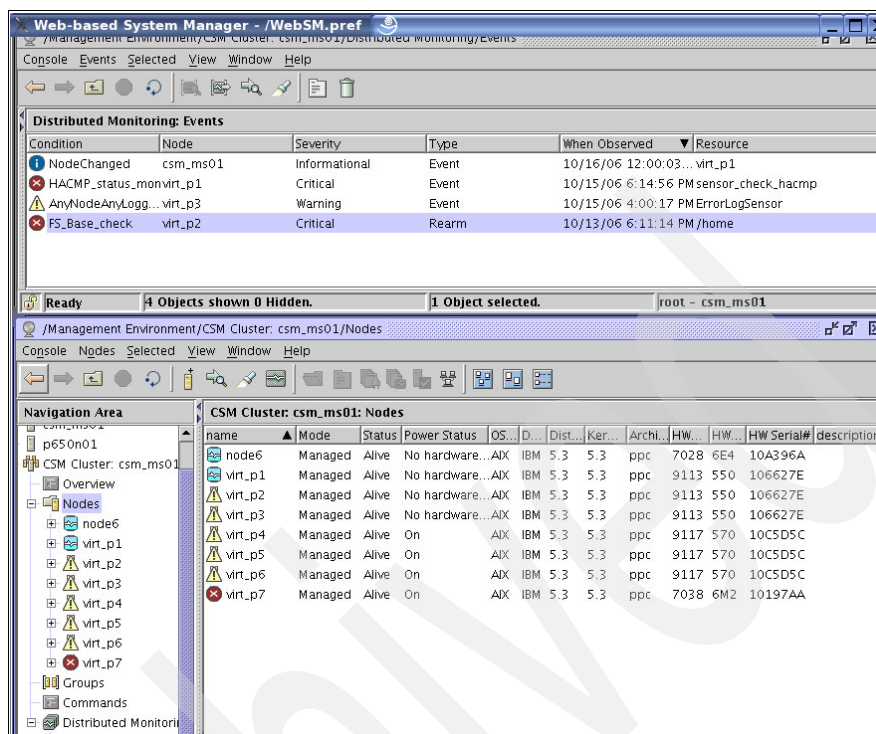 Web-based System Manager - /WebSM.pref
/Management Environment/CSM Cluster: csm_ms01/Distributed Monitoring/Events
Console Events Selected View Window Help
Distributed Monitoring: Events
Condition Node Severity Type When Observed ▼ Resource
NodeChanged csm_ms01 Informational Event 10/16/06 12:00:03... virt_p1
HACMP_status_mon virt_p1 Critical Event 10/15/06 6:14:56 PM sensor_check_hacmp
AnyNodeAnyLogg... virt_p3 Warning Event 10/15/06 4:00:17 PM ErrorLogSensor
FS_Base_check virt_p2 Critical Rearm 10/13/06 6:11:14 PM /home
Ready 4 Objects shown 0 Hidden. 1 Object selected. root - csm_ms01
/Management Environment/CSM Cluster: csm_ms01/Nodes
Console Nodes Selected View Window Help
Navigation Area
csm_ms01
p650n01
CSM Cluster: csm_ms01
Overview
Nodes
node6
virt_p1
virt_p2
virt_p3
virt_p4
virt_p5
virt_p6
virt_p7
Groups
Commands
Distributed Monitori
CSM Cluster: csm_ms01: Nodes
name ▲ Mode Status Power Status OS... D... Dist... Ker... Archi... HW... HW... HW Serial# description
node6 Managed Alive No hardware... AIX IBM 5.3 5.3 ppc 7028 6E4 10A396A
virt_p1 Managed Alive No hardware... AIX IBM 5.3 5.3 ppc 9113 550 106627E
virt_p2 Managed Alive No hardware... AIX IBM 5.3 5.3 ppc 9113 550 106627E
virt_p3 Managed Alive No hardware... AIX IBM 5.3 5.3 ppc 9113 550 106627E
virt_p4 Managed Alive On AIX IBM 5.3 5.3 ppc 9117 570 10C5D5C
virt_p5 Managed Alive On AIX IBM 5.3 5.3 ppc 9117 570 10C5D5C
virt_p6 Managed Alive On AIX IBM 5.3 5.3 ppc 9117 570 10C5D5C
virt_p7 Managed Alive On AIX IBM 5.3 5.3 ppc 7038 6M2 10197AA